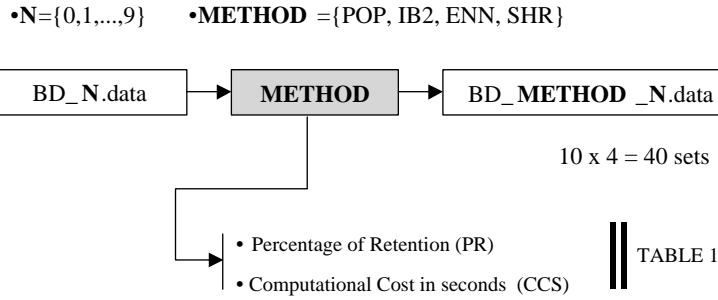 •N={0,1,...,9} •METHOD ={POP, IB2, ENN, SHR}
BD_N.data METHOD BD_METHOD _N.data
10 x 4 = 40 sets
• Percentage of Retention (PR)
• Computational Cost in seconds (CCS)
TABLE 1